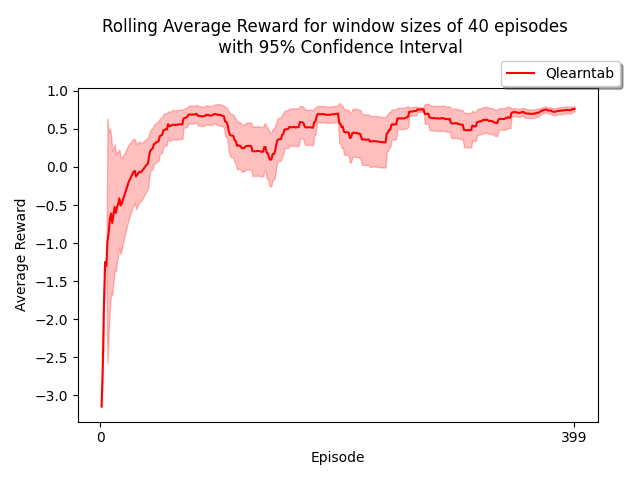 Rolling Average Reward for window sizes of 40 episodes
with 95% Confidence Interval
Qlearntab
1.0
0.5
0.0
−0.5
−1.0
−1.5
−2.0
−2.5
−3.0
Average Reward
0 399
Episode